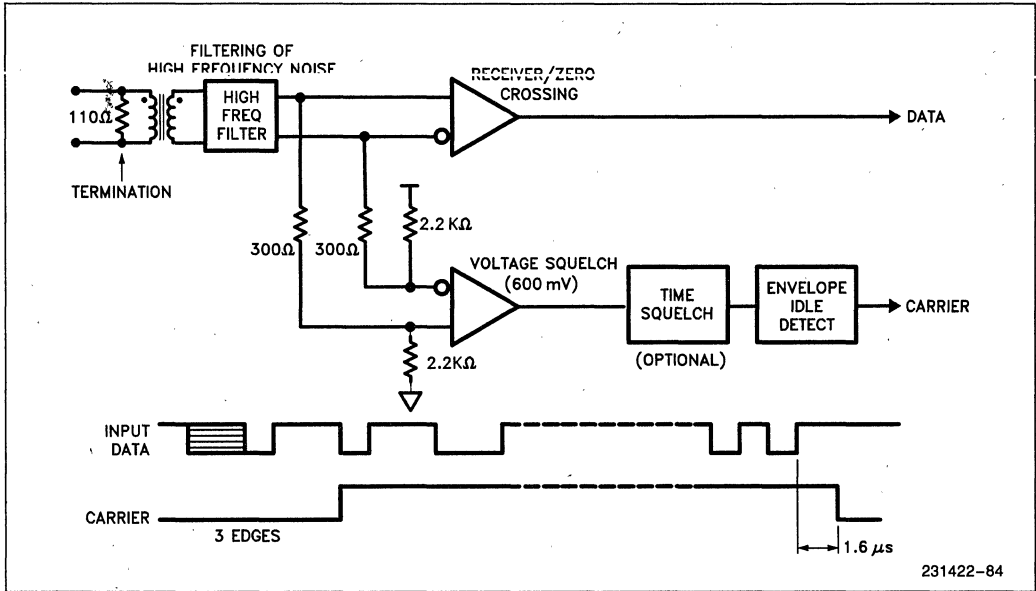 FILTERING OF
HIGH FREQUENCY NOISE
HIGH
FREQ
FILTER
RECEIVER/ZERO
CROSSING
DATA
110Ω
TERMINATION
2.2 KΩ
300Ω
300Ω
VOLTAGE SQUELCH
(600 mV)
TIME
SQUELCH
(OPTIONAL)
ENVELOPE
IDLE
DETECT
CARRIER
2.2KΩ
INPUT
DATA
CARRIER
3 EDGES
1.6 μs
231422-84